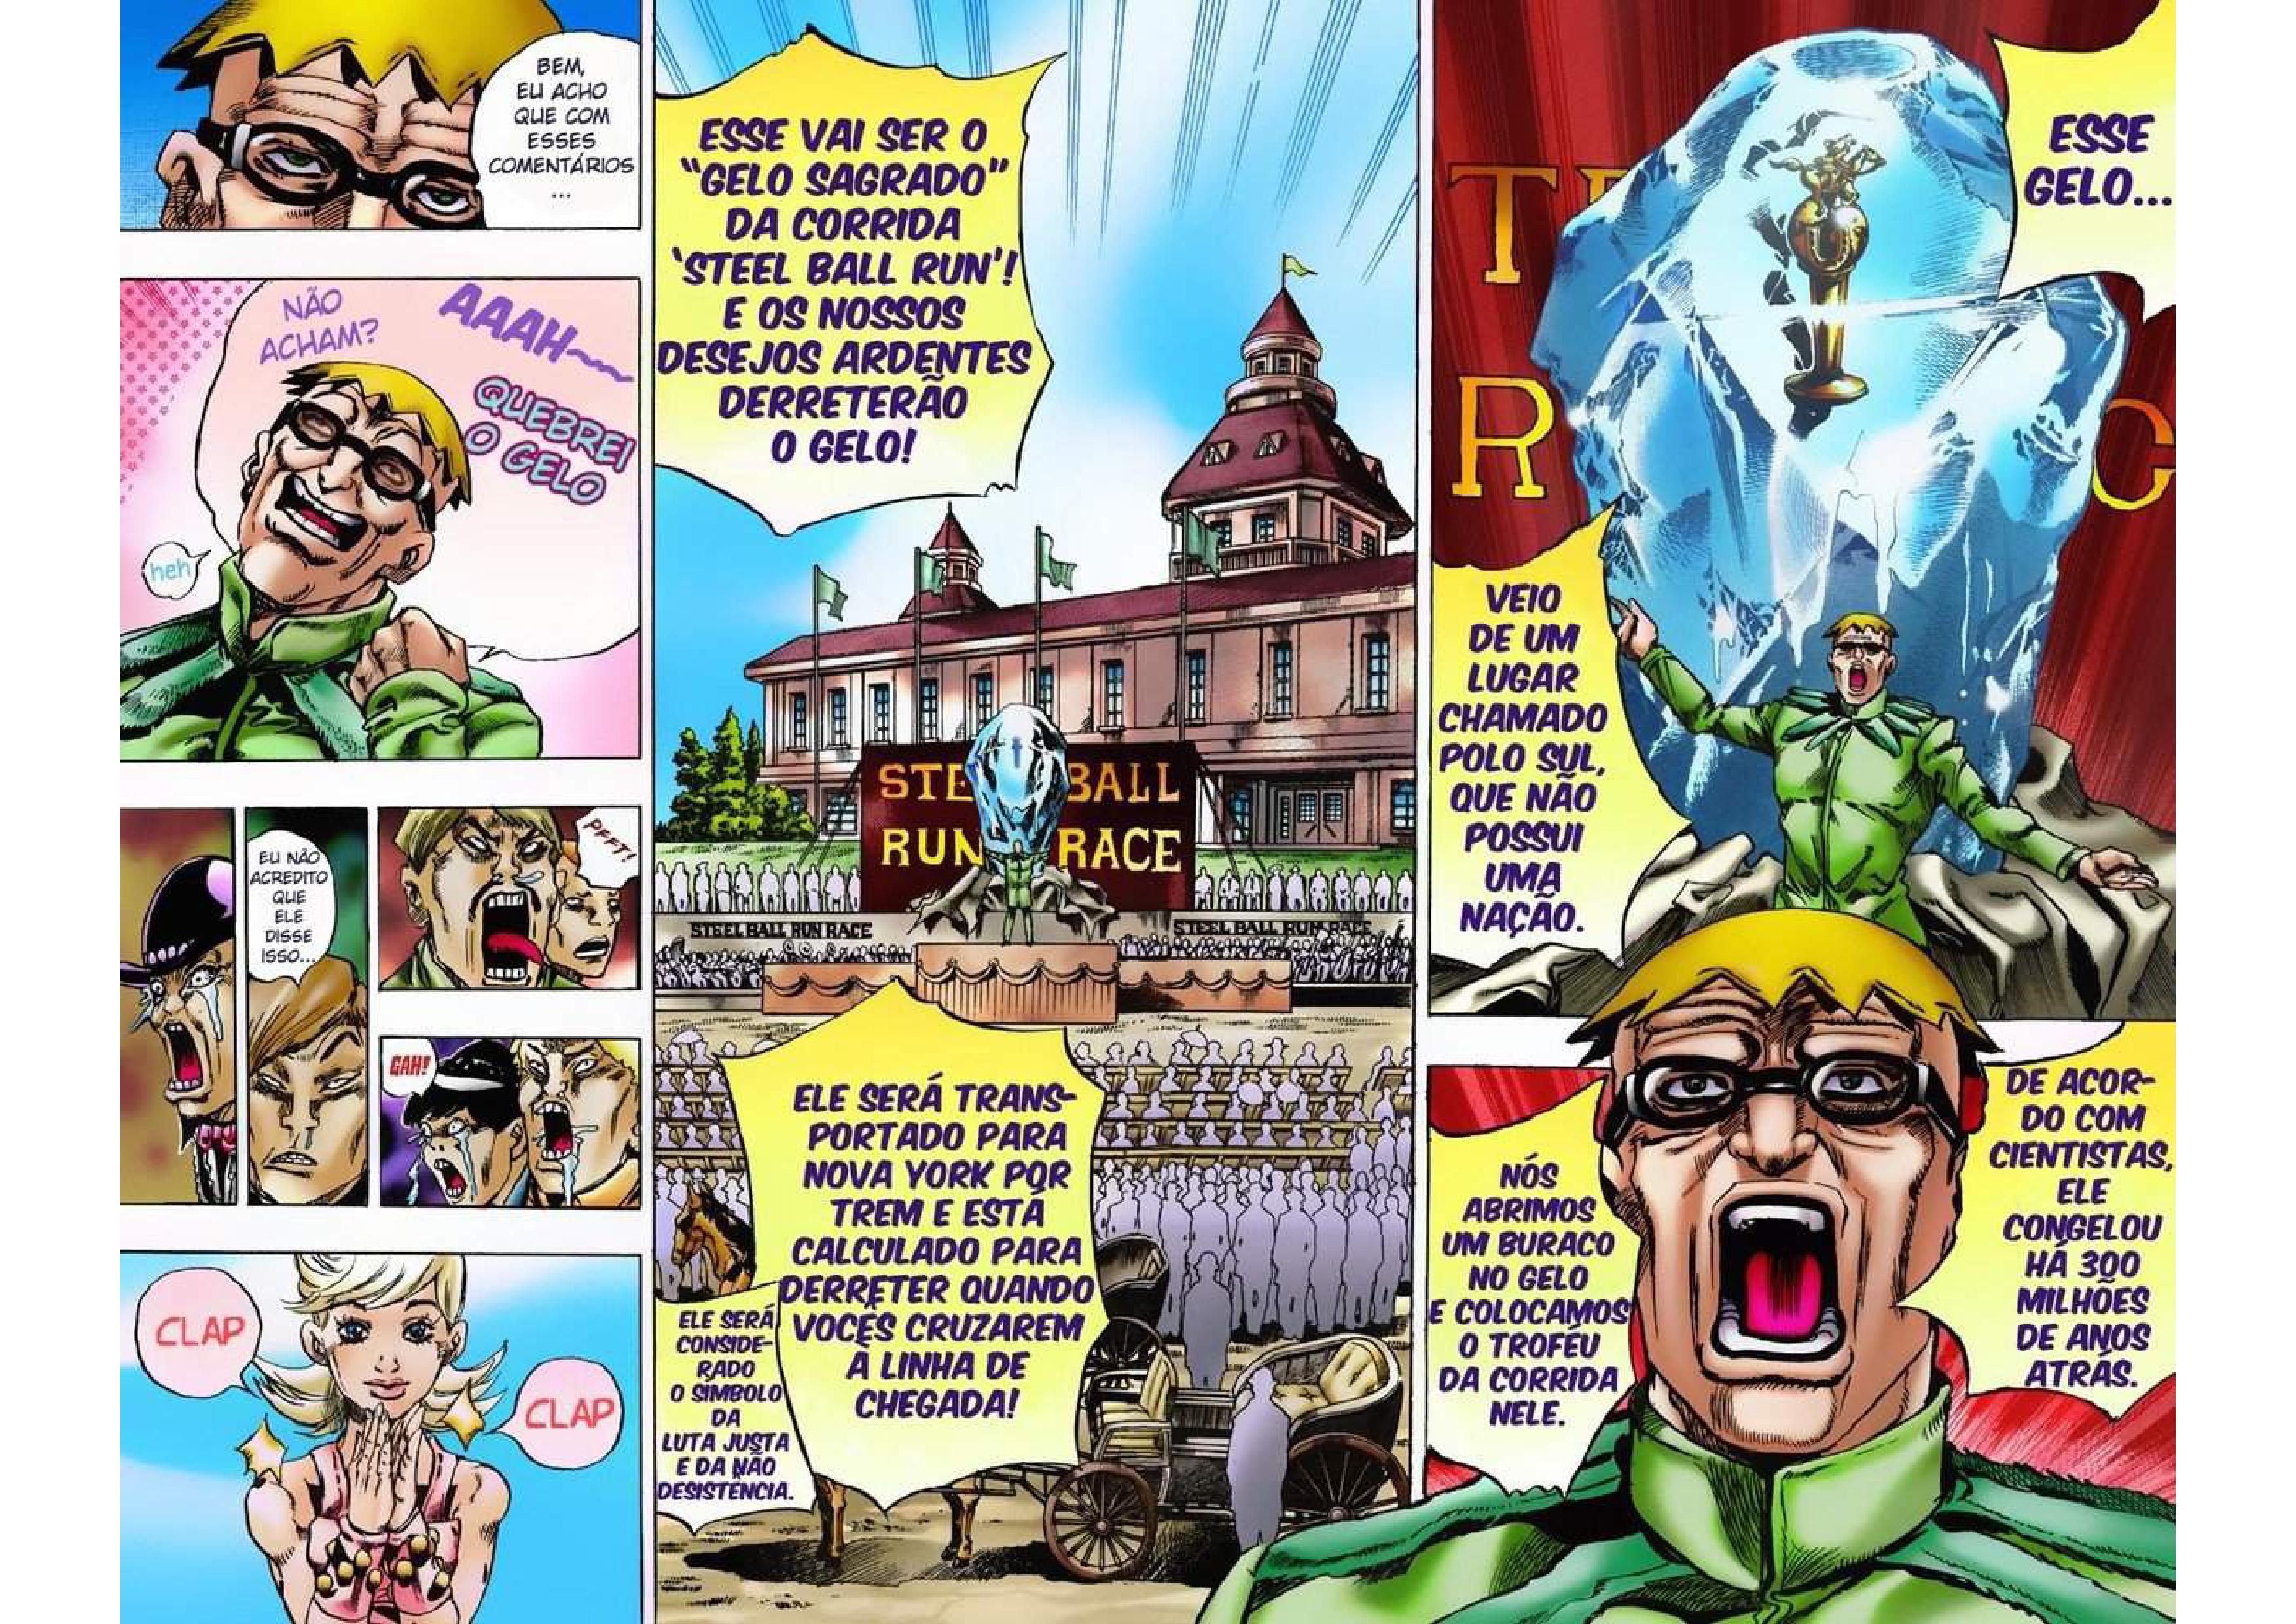 ESSE
GELO...
TE
R
C
VEIO
DE UM
LUGAR
CHAMADO
POLO SUL,
QUE NÃO
POSSUI
UMA
NAÇÃO.
DE ACOR-
DO COM
CIENTISTAS,
ELE
CONGELOU
HÁ 300
MILHÕES
DE ANOS
ATRÁS.
NÓS
ABRIMOS
UM BURACO
NO GELO
E COLOCAMOS
O TROFÉU
DA CORRIDA
NELE.
ESSE VAI SER O
“GELO SAGRADO”
DA CORRIDA
‘STEEL BALL RUN’!
E OS NOSSOS
DESEJOS ARDENTES
DERRETERÃO
O GELO!
STE BALL
RUN RACE
STEEL BALL RUN RACE
STEEL BALL RUN RACE
ELE SERÁ TRANS-
PORTADO PARA
NOVA YORK POR
TREM E ESTÁ
CALCULADO PARA
DERRETER QUANDO
VOCÊS CRUZAREM
À LINHA DE
CHEGADA!
ELE SERÁ
CONSIDE-
RADO
O SÍMBOLO
DA
LUTA JUSTA
E DA NÃO
DESISTÊNCIA.
BEM,
EU ACHO
QUE COM
ESSES
COMENTÁRIOS
...
AAAH~~
QUEBREI
O GELO
NÃO
ACHAM?
heh
PFFT!
EU NÃO
ACREDITO
QUE
ELE
DISSE
ISSO...
GAH!
CLAP
CLAP